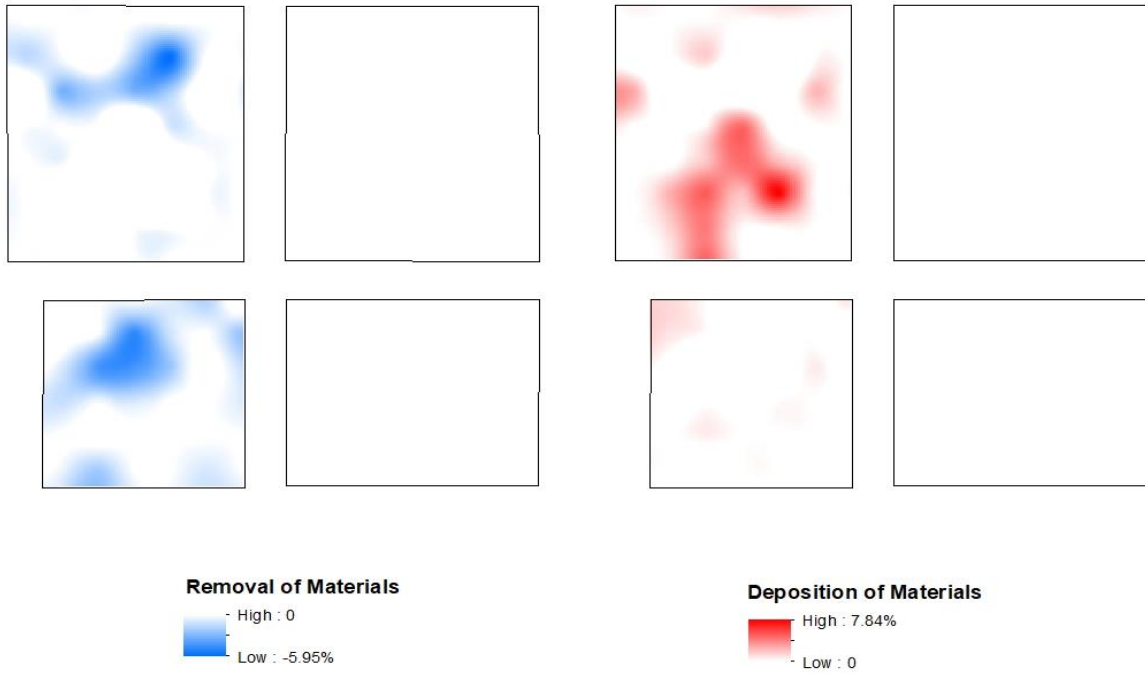 Removal of Materials
High : 0
Low : -5.95%
Deposition of Materials
High : 7.84%
Low : 0